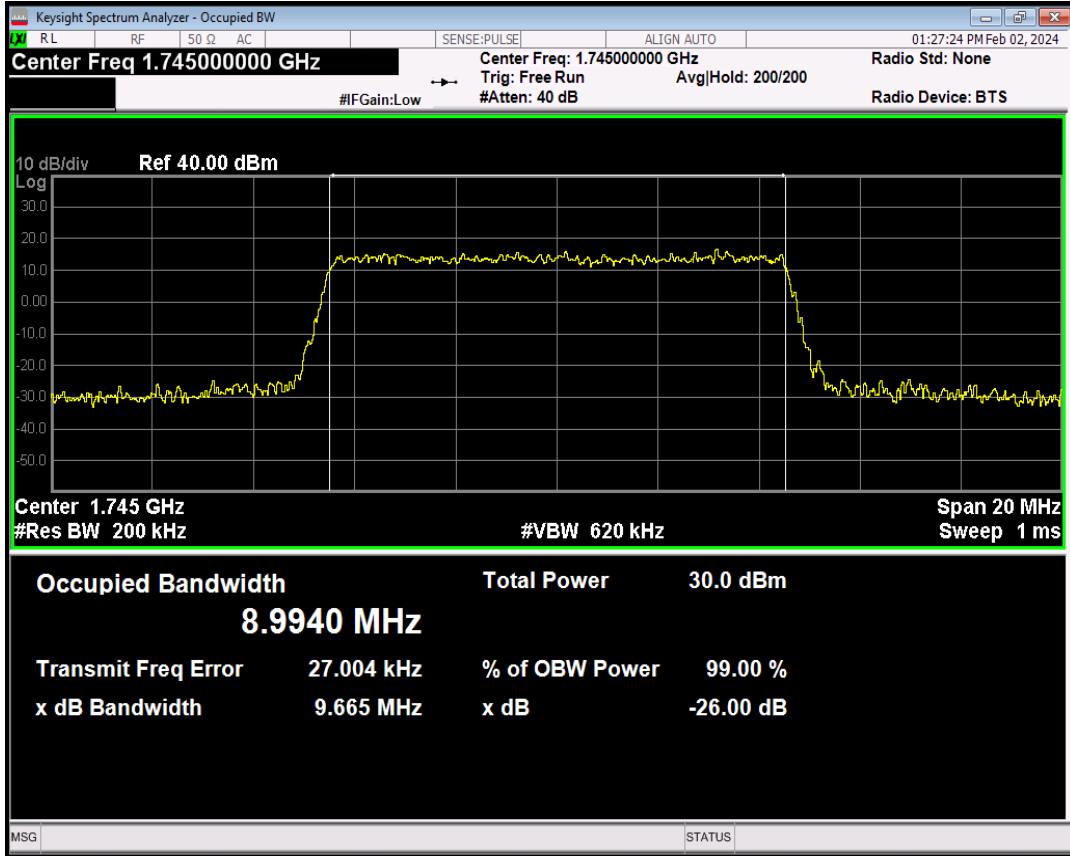 Keysight Spectrum Analyzer - Occupied BW
LXI RL RF 50 Ω AC SENSE:PULSE ALIGN AUTO 01:27:24 PM Feb 02, 2024
Center Freq 1.745000000 GHz
Center Freq: 1.745000000 GHz Radio Std: None
Trig: Free Run Avg|Hold: 200/200
#IFGain:Low #Atten: 40 dB Radio Device: BTS
10 dB/div Ref 40.00 dBm
Log
30.0
20.0
10.0
0.00
-10.0
-20.0
-30.0
-40.0
-50.0
Center 1.745 GHz Span 20 MHz
#Res BW 200 kHz #VBW 620 kHz Sweep 1 ms
Occupied Bandwidth Total Power 30.0 dBm
8.9940 MHz
Transmit Freq Error 27.004 kHz % of OBW Power 99.00 %
x dB Bandwidth 9.665 MHz x dB -26.00 dB
MSG STATUS